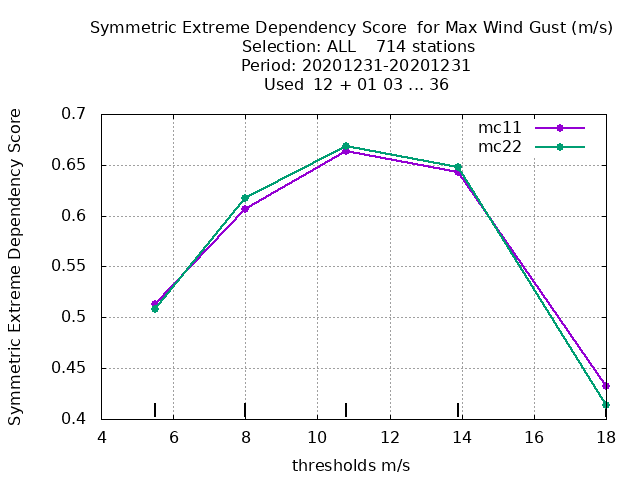 Symmetric Extreme Dependency Score  for Max Wind Gust (m/s)
Selection: ALL    714 stations
Period: 20201231-20201231
Used  12 + 01 03 ... 36
Symmetric Extreme Dependency Score
0.7
0.65
0.6
0.55
0.5
0.45
0.4
mc11
mc22
4 6 8 10 12 14 16 18
thresholds m/s